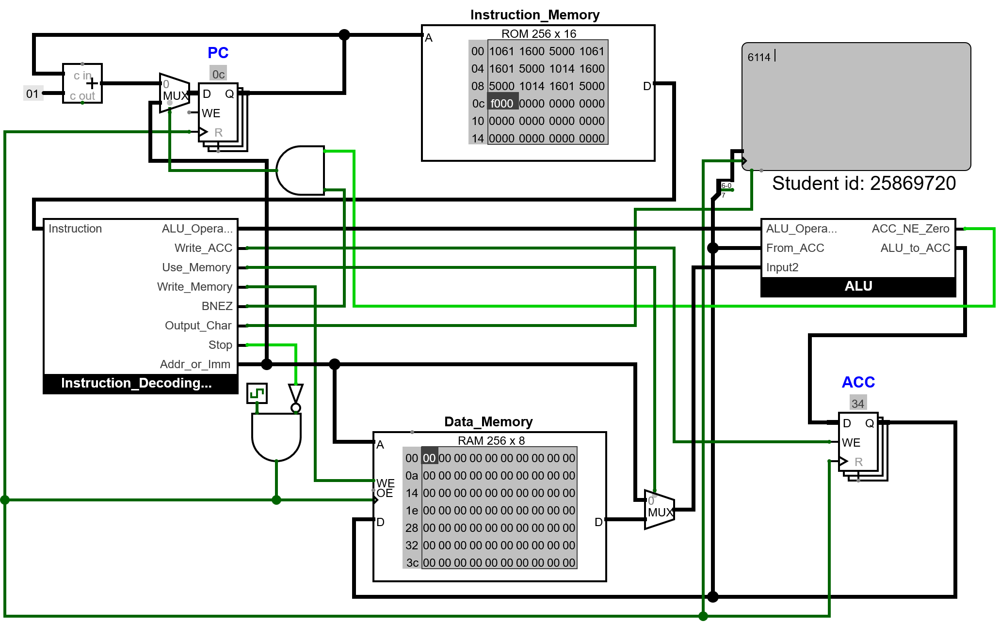 Instruction_Memory
ROM 256 x 16
A
00 1061 1600 5000 1061
04 1601 5000 1014 1600
08 5000 1014 1601 5000
0c f000 0000 0000 0000
10 0000 0000 0000 0000
14 0000 0000 0000 0000
D
6114
PC
0c
c in
c out
01
0
MUX
D Q
WE
R
6-0
7
Student id: 25869720
Instruction
ALU_Opera...
Write_ACC
Use_Memory
Write_Memory
BNEZ
Output_Char
Stop
Addr_or_Imm
Instruction_Decoding...
ALU_Opera... ACC_NE_Zero
From_ACC ALU_to_ACC
Input2
ALU
ACC
34
D Q
WE
R
Data_Memory
RAM 256 x 8
A
WE
OE
D
00 00 00 00 00 00 00 00 00 00 00
0a 00 00 00 00 00 00 00 00 00 00
14 00 00 00 00 00 00 00 00 00 00
1e 00 00 00 00 00 00 00 00 00 00
28 00 00 00 00 00 00 00 00 00 00
32 00 00 00 00 00 00 00 00 00 00
3c 00 00 00 00 00 00 00 00 00 00
D
0
MUX